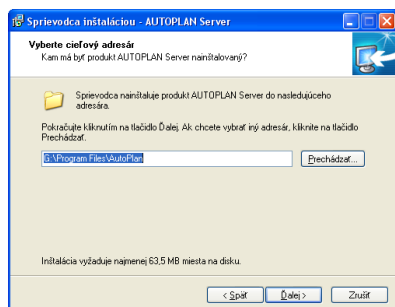 Sprievodca inštaláciou - AUTOPLAN Server
Vyberte cieľový adresár
Kam má byť produkt AUTOPLAN Server nainštalovaný?
Sprievodca nainštaluje produkt AUTOPLAN Server do nasledujúceho
adresára.
Pokračujte kliknutím na tlačidlo Ďalej. Ak chcete vybrať iný adresár, kliknite na tlačidlo
Prechádzať.
G:\Program Files\AutoPlan
Prechádzať...
Inštalácia vyžaduje najmenej 63,5 MB miesta na disku.
< Späť
Ďalej >
Zrušiť